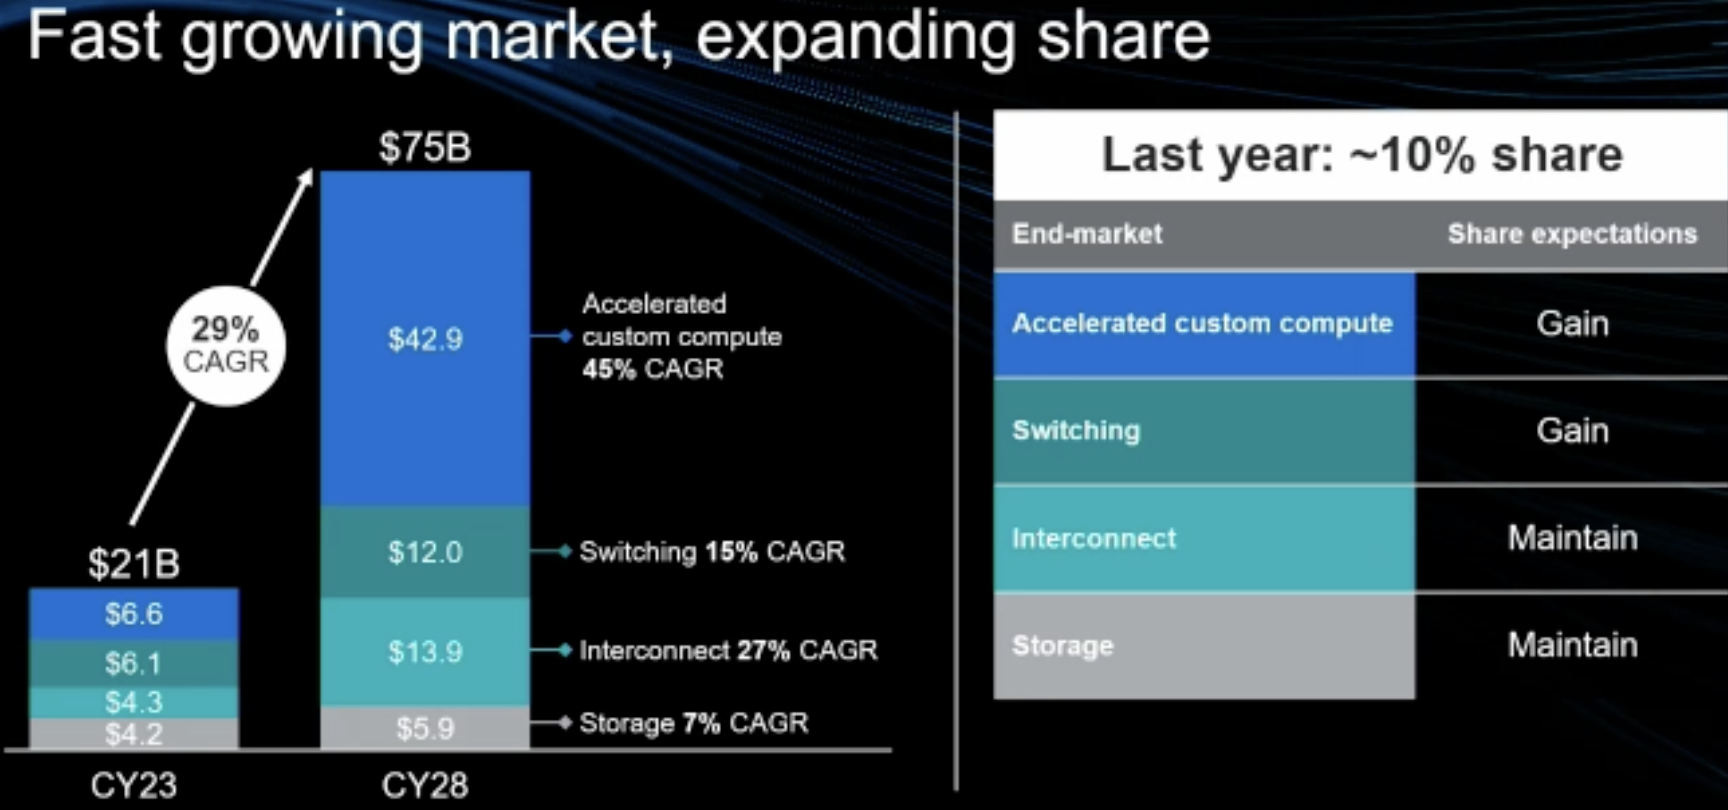 Fast growing market, expanding share
$75B
29%
CAGR
$42.9
Accelerated
custom compute
45% CAGR
$12.0
Switching 15% CAGR
$13.9
Interconnect 27% CAGR
$5.9
Storage 7% CAGR
$21B
$6.6
$6.1
$4.3
$4.2
CY23
CY28
Last year: ~10% share
End-market
Share expectations
Accelerated custom compute
Gain
Switching
Gain
Interconnect
Maintain
Storage
Maintain